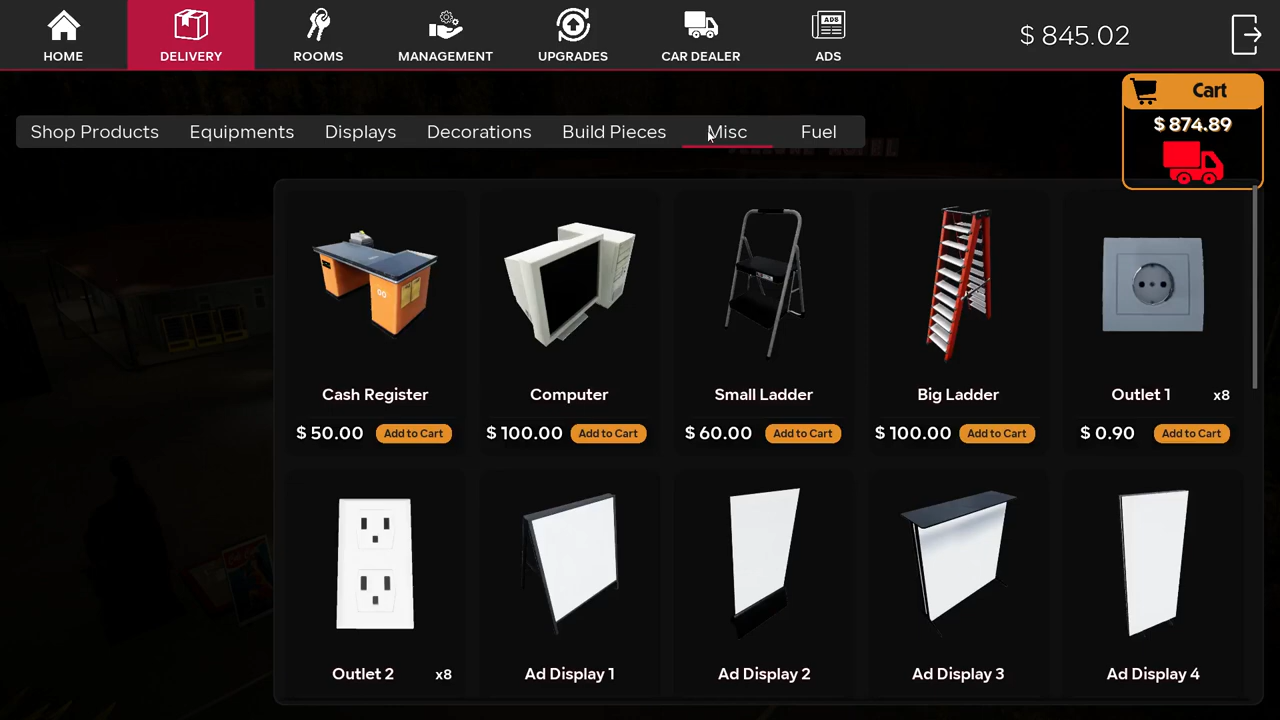 HOME
DELIVERY
ROOMS
MANAGEMENT
UPGRADES
CAR DEALER
ADS
ADS
$ 845.02
Cart
$ 874.89
Shop Products
Equipments
Displays
Decorations
Build Pieces
Misc
Fuel
Cash Register
Computer
Small Ladder
Big Ladder
Outlet 1 x8
$ 50.00 Add to Cart
$ 100.00 Add to Cart
$ 60.00 Add to Cart
$ 100.00 Add to Cart
$ 0.90 Add to Cart
Outlet 2 x8
Ad Display 1
Ad Display 2
Ad Display 3
Ad Display 4